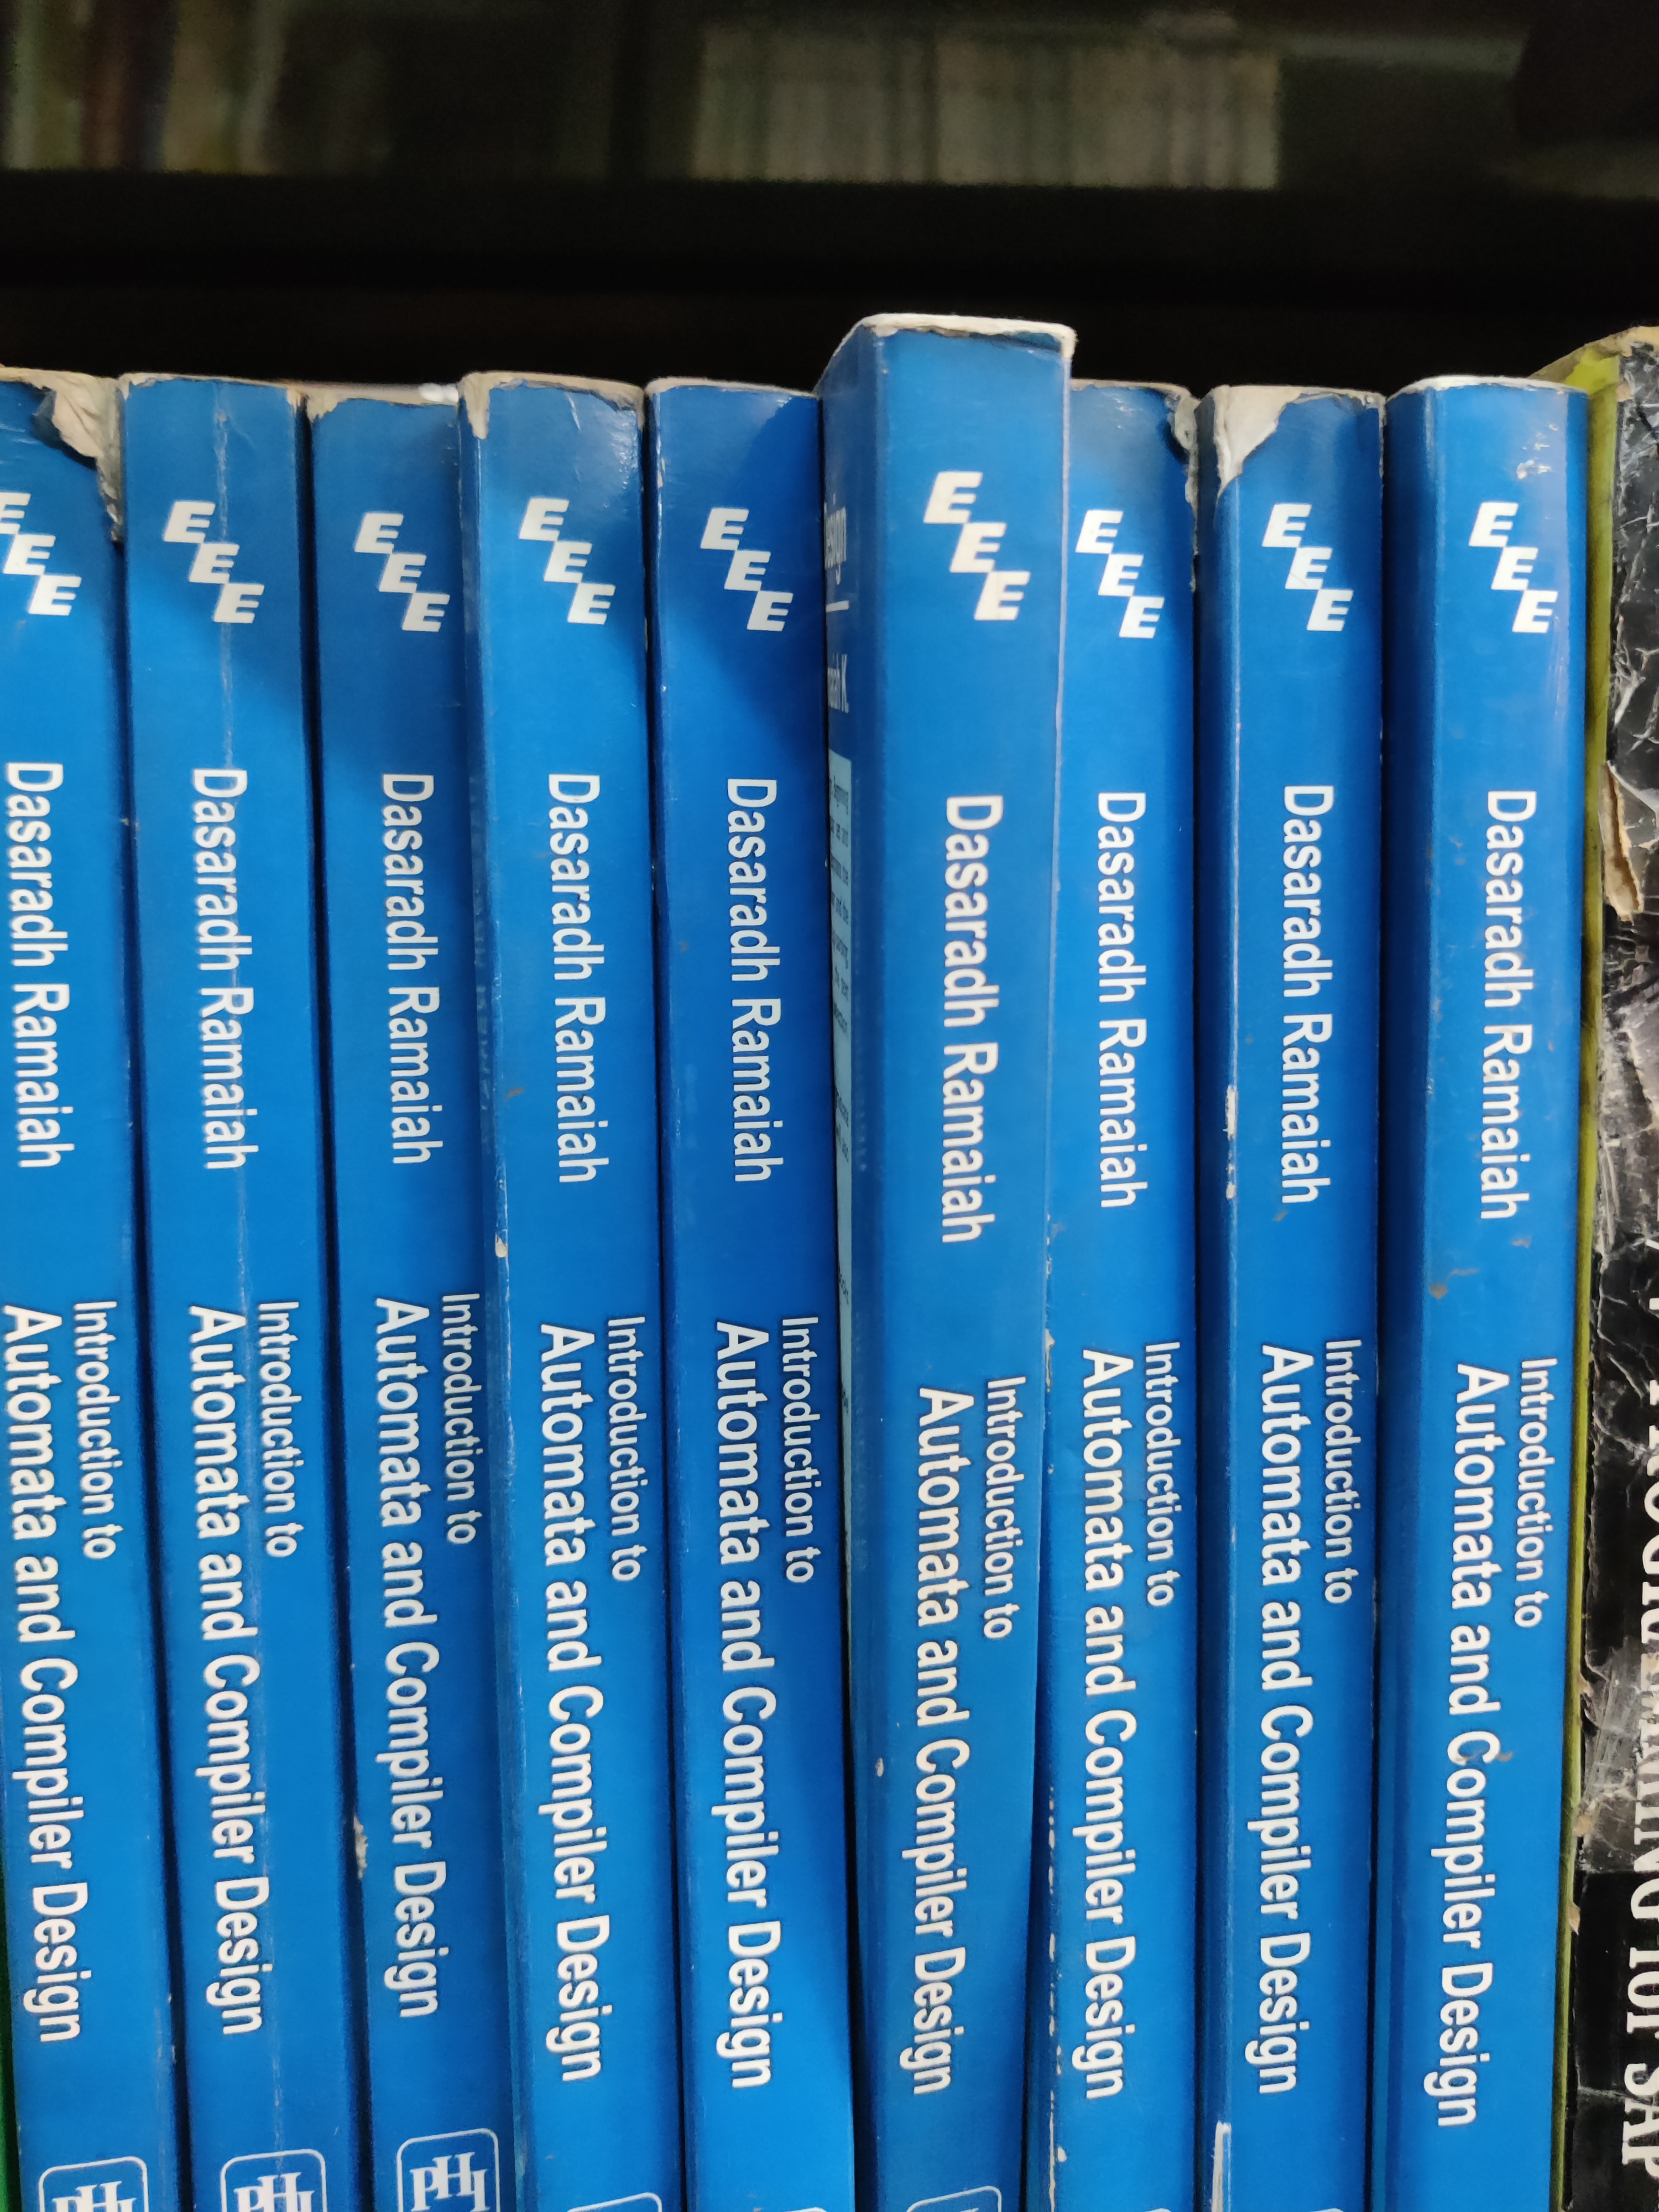 EEE
Dasaradh Ramaiah
Introduction to
Automata and Compiler Design
PHI
EEE
Dasaradh Ramaiah
Introduction to
Automata and Compiler Design
PHI
EEE
Dasaradh Ramaiah
Introduction to
Automata and Compiler Design
PHI
EEE
Dasaradh Ramaiah
Introduction to
Automata and Compiler Design
EEE
Dasaradh Ramaiah
Introduction to
Automata and Compiler Design
EEE
Dasaradh Ramaiah
Introduction to
Automata and Compiler Design
EEE
Dasaradh Ramaiah
Introduction to
Automata and Compiler Design
EEE
Dasaradh Ramaiah
Introduction to
Automata and Compiler Design
EEE
Dasaradh Ramaiah
Introduction to
Automata and Compiler Design
for SAP